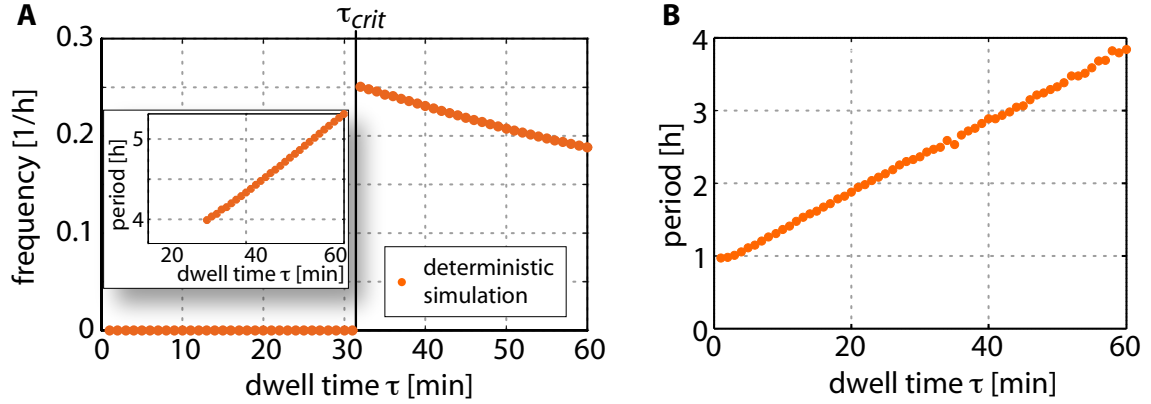 A
τcrit
0.3
0.2
0.1
0
frequency [1/h]
0 10 20 30 40 50 60
dwell time τ [min]
5
4
period [h]
20 40 60
dwell time τ [min]
deterministic
simulation
B
4
3
2
1
0
period [h]
0 20 40 60
dwell time τ [min]